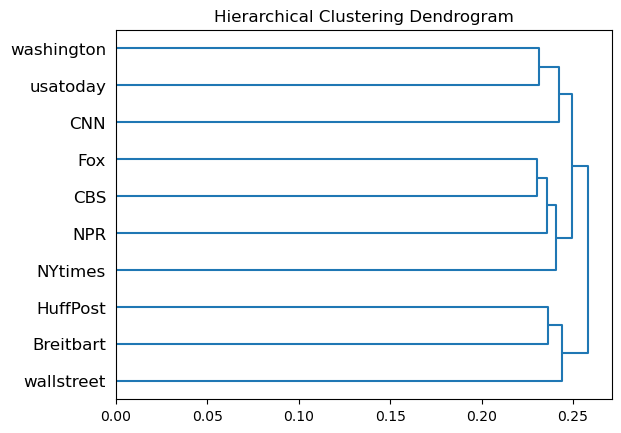 Hierarchical Clustering Dendrogram
washington
usatoday
CNN
Fox
CBS
NPR
NYtimes
HuffPost
Breitbart
wallstreet
0.00 0.05 0.10 0.15 0.20 0.25